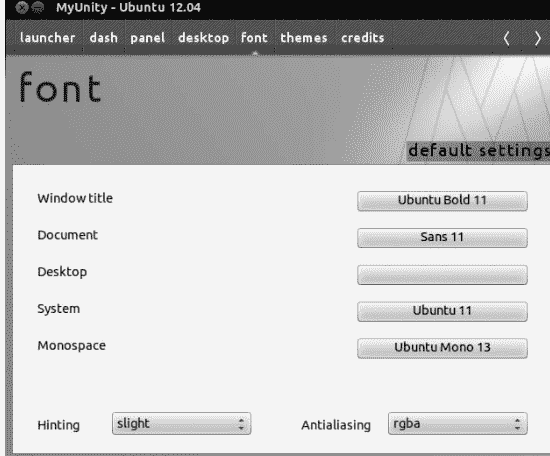 MyUnity - Ubuntu 12.04
launcher dash panel desktop font themes credits
font
default settings
Window title Ubuntu Bold 11
Document Sans 11
Desktop
System Ubuntu 11
Monospace Ubuntu Mono 13
Hinting slight Antialiasing rgba